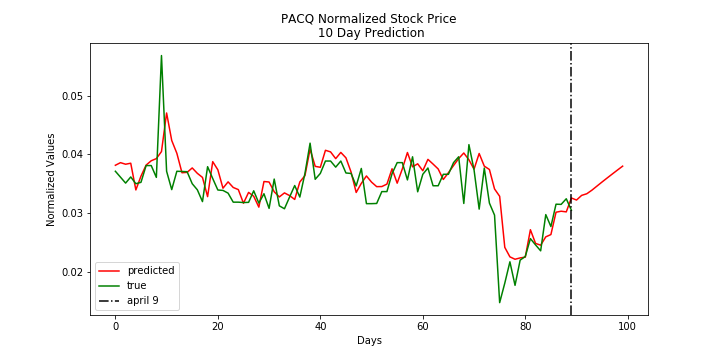 PACQ Normalized Stock Price
10 Day Prediction
Normalized Values
0.05
0.04
0.03
0.02
predicted
true
april 9
0
20
40
60
80
100
Days